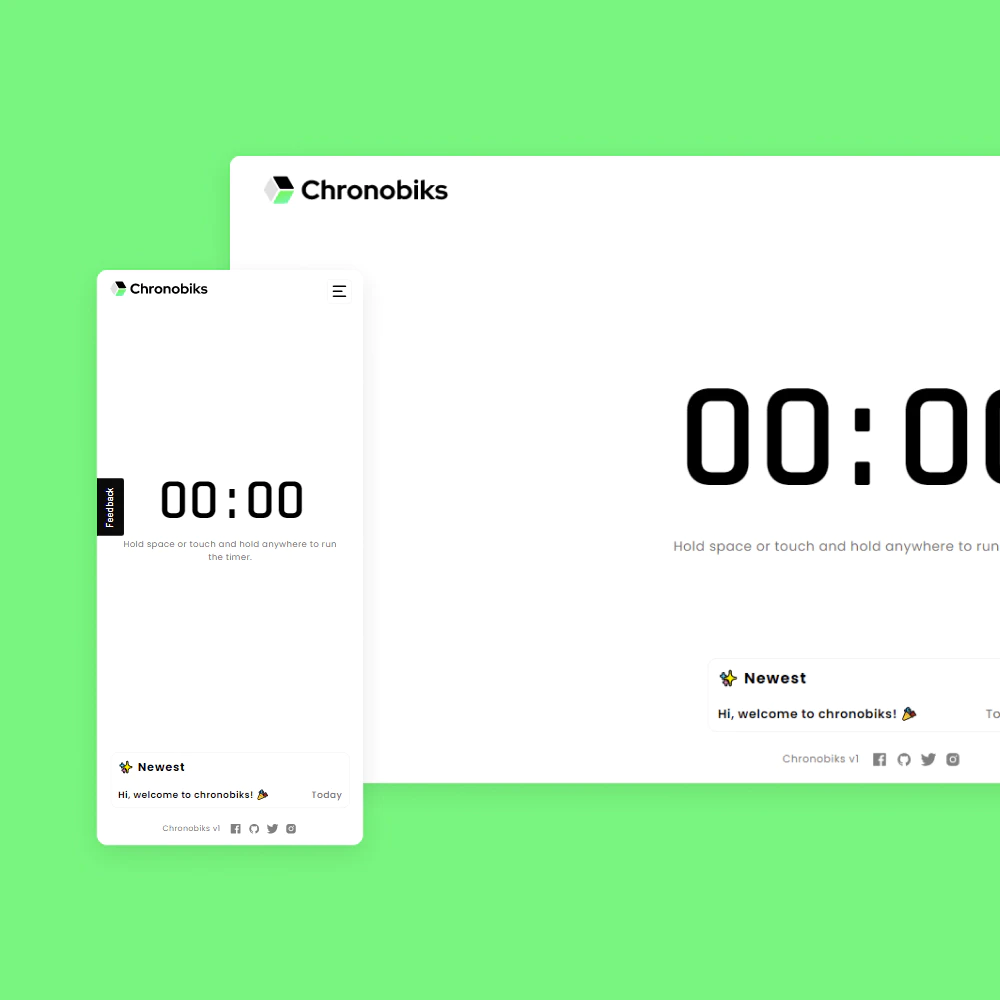 Chronobiks
00:00
Hold space or touch and hold anywhere to run
✨ Newest
Hi, welcome to chronobiks! 🎉
To
Chronobiks v1
Chronobiks
Feedback
00:00
Hold space or touch and hold anywhere to run
the timer.
✨ Newest
Hi, welcome to chronobiks! 🎉 Today
Chronobiks v1